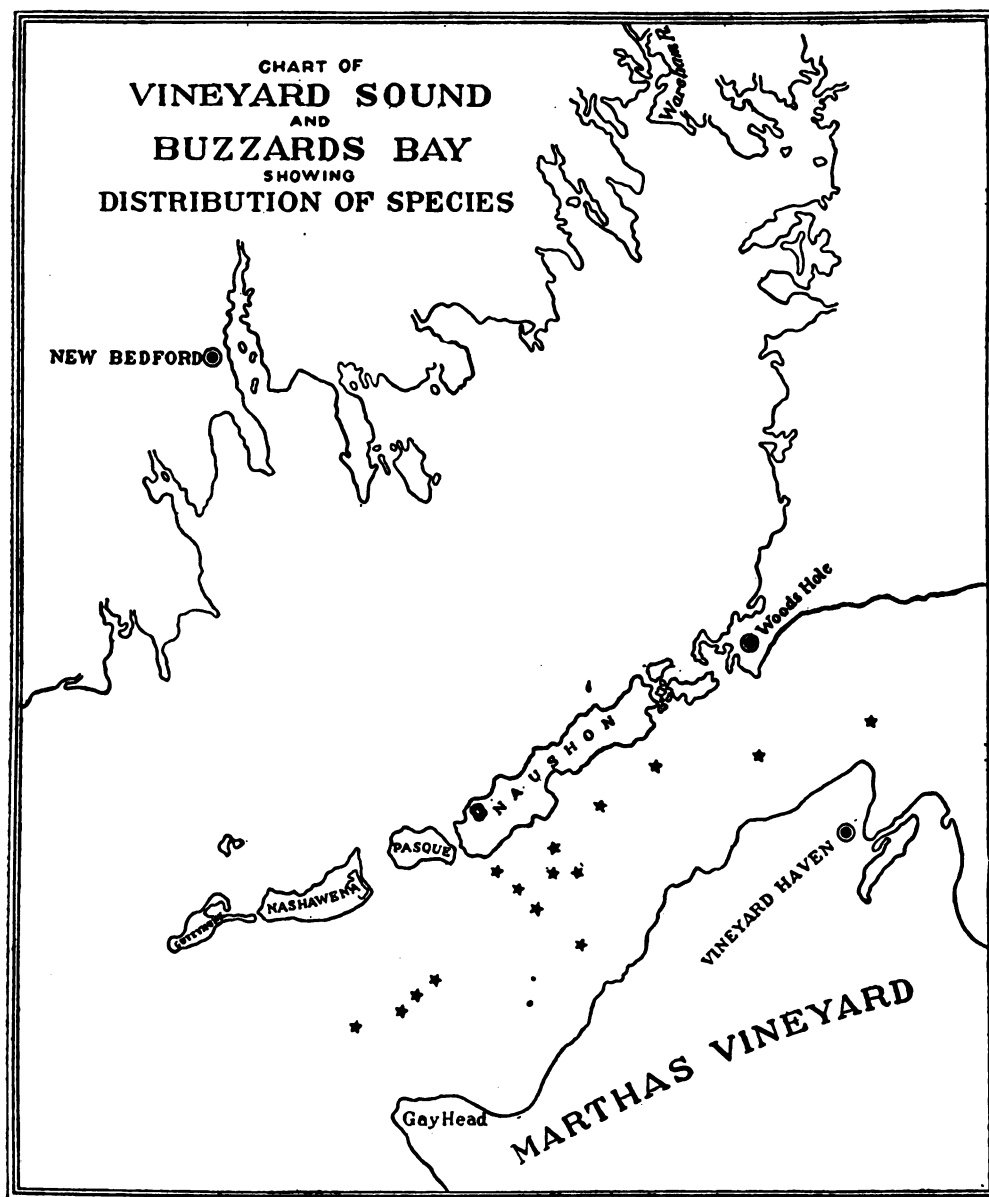 CHART OF
VINEYARD SOUND
AND
BUZZARDS BAY
SHOWING
DISTRIBUTION OF SPECIES
Wareham R
NEW BEDFORD
Woods Hole
NAUSHON
PASQUE
NASHAWENA
VINEYARD HAVEN
MARTHAS VINEYARD
Gay Head